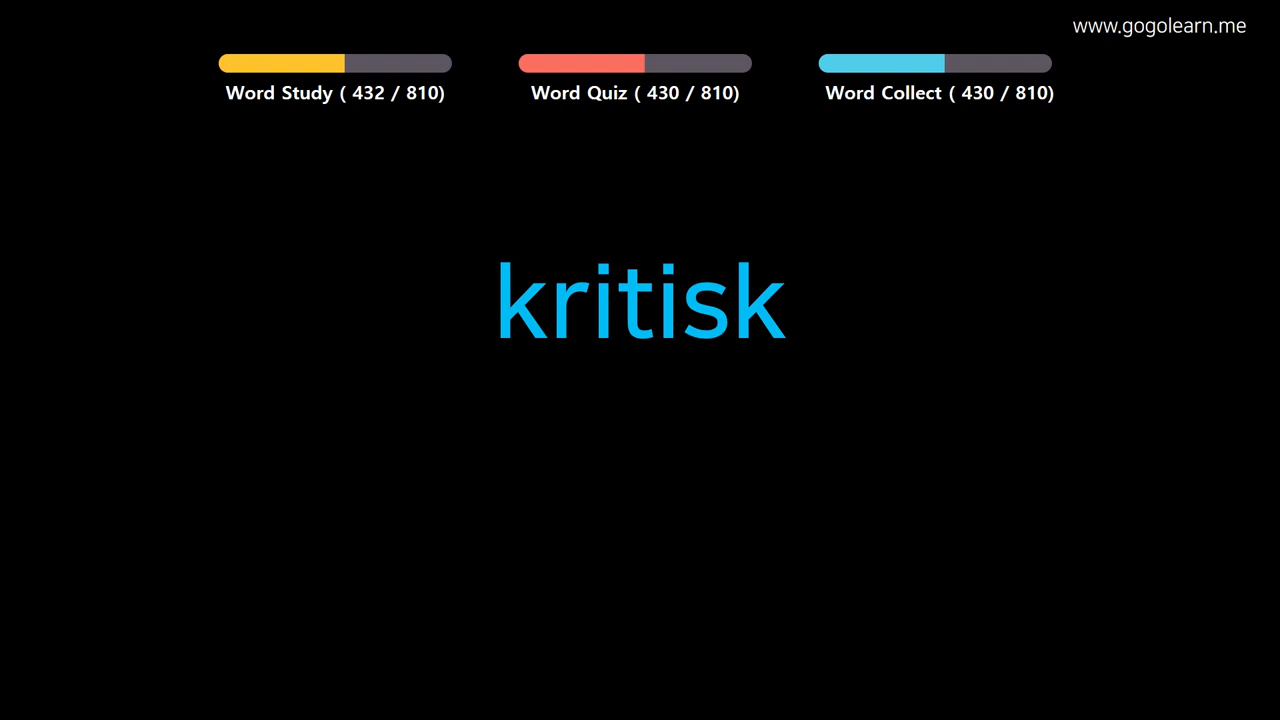 www.gogolearn.me
Word Study ( 432 / 810)
Word Quiz ( 430 / 810)
Word Collect ( 430 / 810)
kritisk